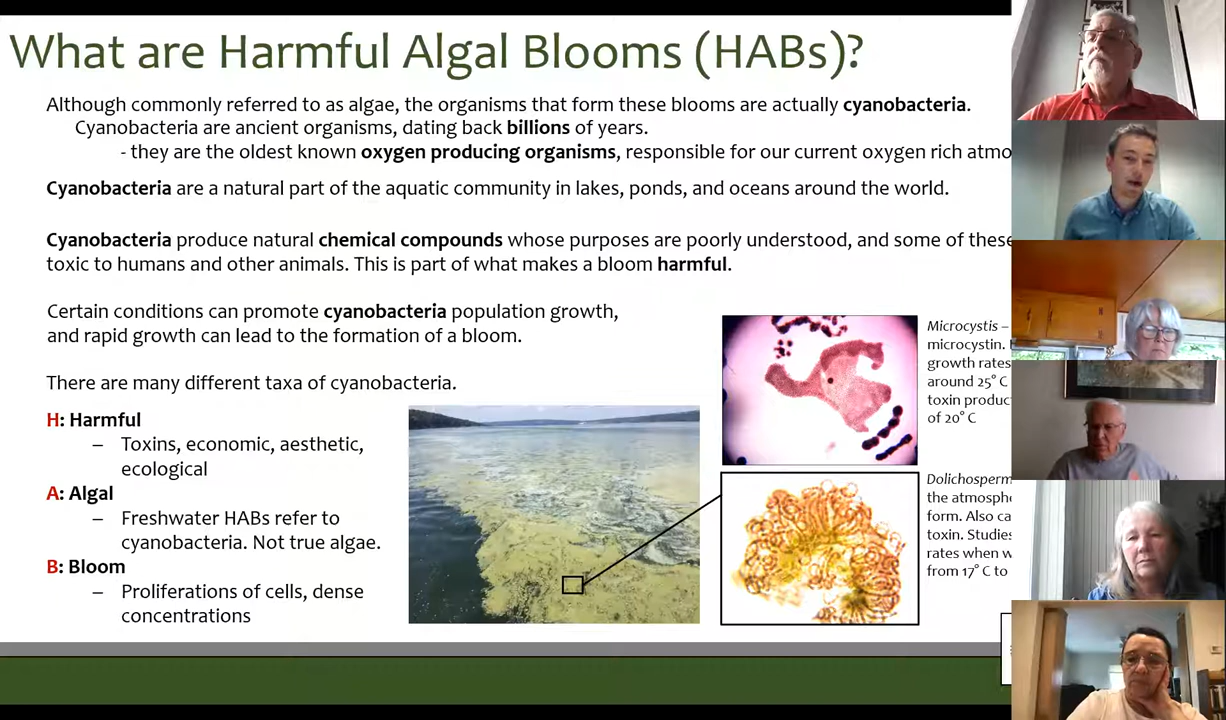 What are Harmful Algal Blooms (HABs)?
Although commonly referred to as algae, the organisms that form these blooms are actually cyanobacteria.
Cyanobacteria are ancient organisms, dating back billions of years.
- they are the oldest known oxygen producing organisms, responsible for our current oxygen rich atmo
Cyanobacteria are a natural part of the aquatic community in lakes, ponds, and oceans around the world.
Cyanobacteria produce natural chemical compounds whose purposes are poorly understood, and some of these
toxic to humans and other animals. This is part of what makes a bloom harmful.
Certain conditions can promote cyanobacteria population growth,
and rapid growth can lead to the formation of a bloom.
There are many different taxa of cyanobacteria.
H: Harmful
– Toxins, economic, aesthetic,
ecological
A: Algal
– Freshwater HABs refer to
cyanobacteria. Not true algae.
B: Bloom
– Proliferations of cells, dense
concentrations
Microcystis –
microcystin.
growth rates
around 25° C
toxin produc
of 20° C
Dolichosperm
the atmosph
form. Also ca
toxin. Studies
rates when w
from 17° C to